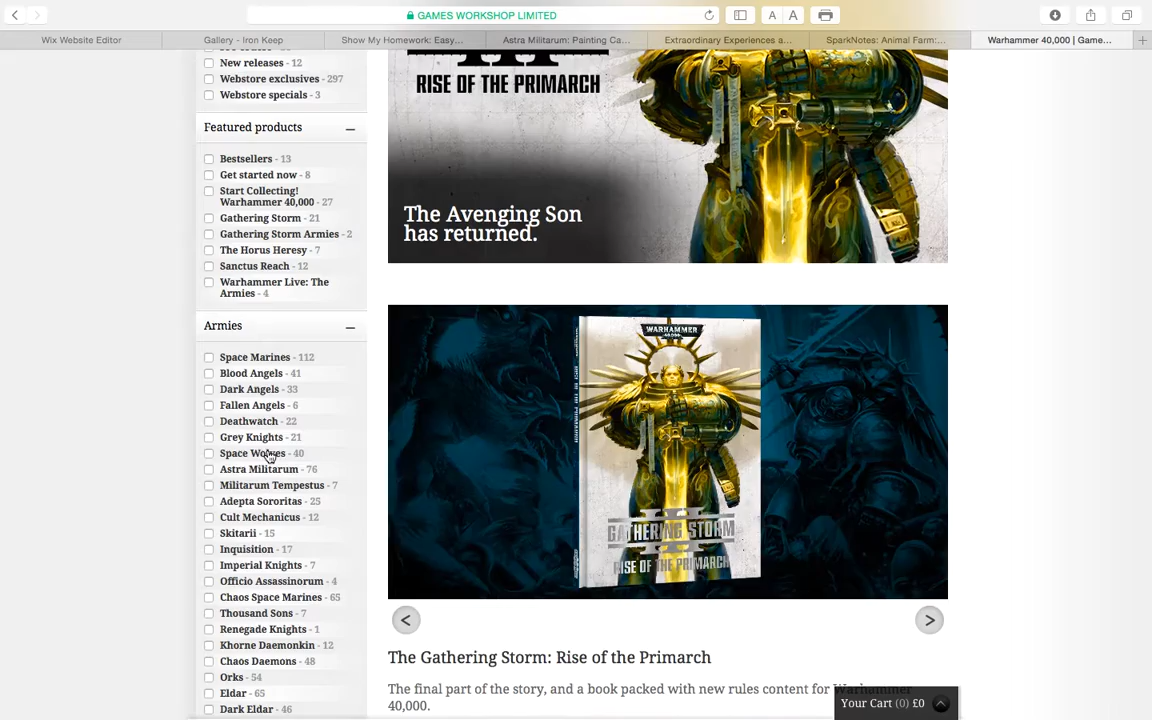 GAMES WORKSHOP LIMITED
A A
Wix Website Editor
Gallery - Iron Keep
Show My Homework: Easy...
Astra Militarum: Painting Ca...
Extraordinary Experiences a...
SparkNotes: Animal Farm:...
Warhammer 40,000 | Game...
New releases - 12
Webstore exclusives - 297
Webstore specials - 3
Featured products
Bestsellers - 13
Get started now - 8
Start Collecting!
Warhammer 40,000 - 27
Gathering Storm - 21
Gathering Storm Armies - 2
The Horus Heresy - 7
Sanctus Reach - 12
Warhammer Live: The
Armies - 4
Armies
Space Marines - 112
Blood Angels - 41
Dark Angels - 33
Fallen Angels - 6
Deathwatch - 22
Grey Knights - 21
Space Wolves - 40
Astra Militarum - 76
Militarum Tempestus - 7
Adepta Sororitas - 25
Cult Mechanicus - 12
Skitarii - 15
Inquisition - 17
Imperial Knights - 7
Officio Assassinorum - 4
Chaos Space Marines - 65
Thousand Sons - 7
Renegade Knights - 1
Khorne Daemonkin - 12
Chaos Daemons - 48
Orks - 54
Eldar - 65
Dark Eldar - 46
III
RISE OF THE PRIMARCH
The Avenging Son
has returned.
WARHAMMER
40,000
III
GATHERING STORM
RISE OF THE PRIMARCH
The Gathering Storm: Rise of the Primarch
The final part of the story, and a book packed with new rules content for Warhammer
40,000.
Your Cart (0) £0